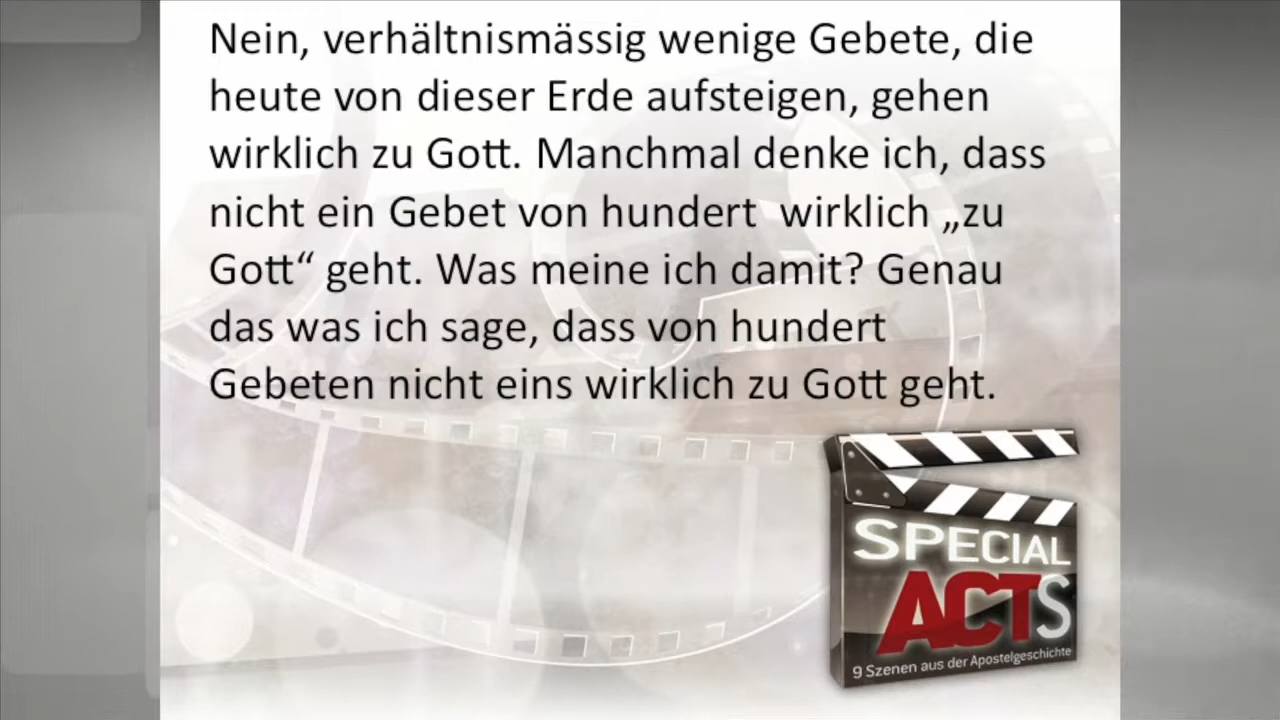 Nein, verhältnismässig wenige Gebete, die
heute von dieser Erde aufsteigen, gehen
wirklich zu Gott. Manchmal denke ich, dass
nicht ein Gebet von hundert  wirklich „zu
Gott“ geht. Was meine ich damit? Genau
das was ich sage, dass von hundert
Gebeten nicht eins wirklich zu Gott geht.
SPECIAL
ACTS
9 Szenen aus der Apostelgeschichte